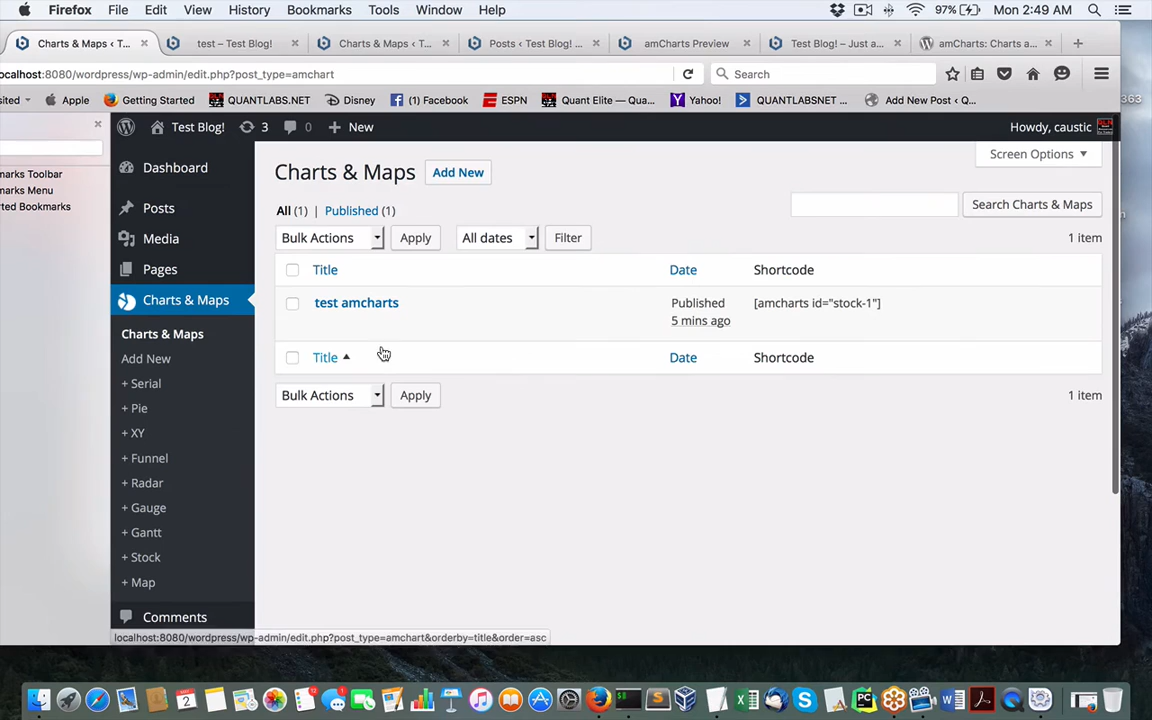 Firefox File Edit View History Bookmarks Tools Window Help 97% Mon 2:49 AM
Charts & Maps ‹ T... × test – Test Blog! × Charts & Maps ‹ T... × Posts ‹ Test Blog! ... × amCharts Preview × Test Blog! – Just a... × amCharts: Charts a... × +
ocalhost:8080/wordpress/wp-admin/edit.php?post_type=amchart Search
sited Apple Getting Started QUANTLABS.NET Disney (1) Facebook ESPN Quant Elite — Qua... Yahoo! QUANTLABSNET ... Add New Post ‹ Q...
363
Test Blog! 3 0 + New Howdy, caustic
marks Toolbar
marks Menu
rted Bookmarks
Dashboard
Posts
Media
Pages
Charts & Maps
Charts & Maps
Add New
+ Serial
+ Pie
+ XY
+ Funnel
+ Radar
+ Gauge
+ Gantt
+ Stock
+ Map
Comments
Screen Options
Charts & Maps Add New
All (1) | Published (1)
Search Charts & Maps
Bulk Actions Apply All dates Filter 1 item
Title Date Shortcode
test amcharts Published [amcharts id="stock-1"]
5 mins ago
Title Date Shortcode
Bulk Actions Apply 1 item
localhost:8080/wordpress/wp-admin/edit.php?post_type=amchart&orderby=title&order=asc